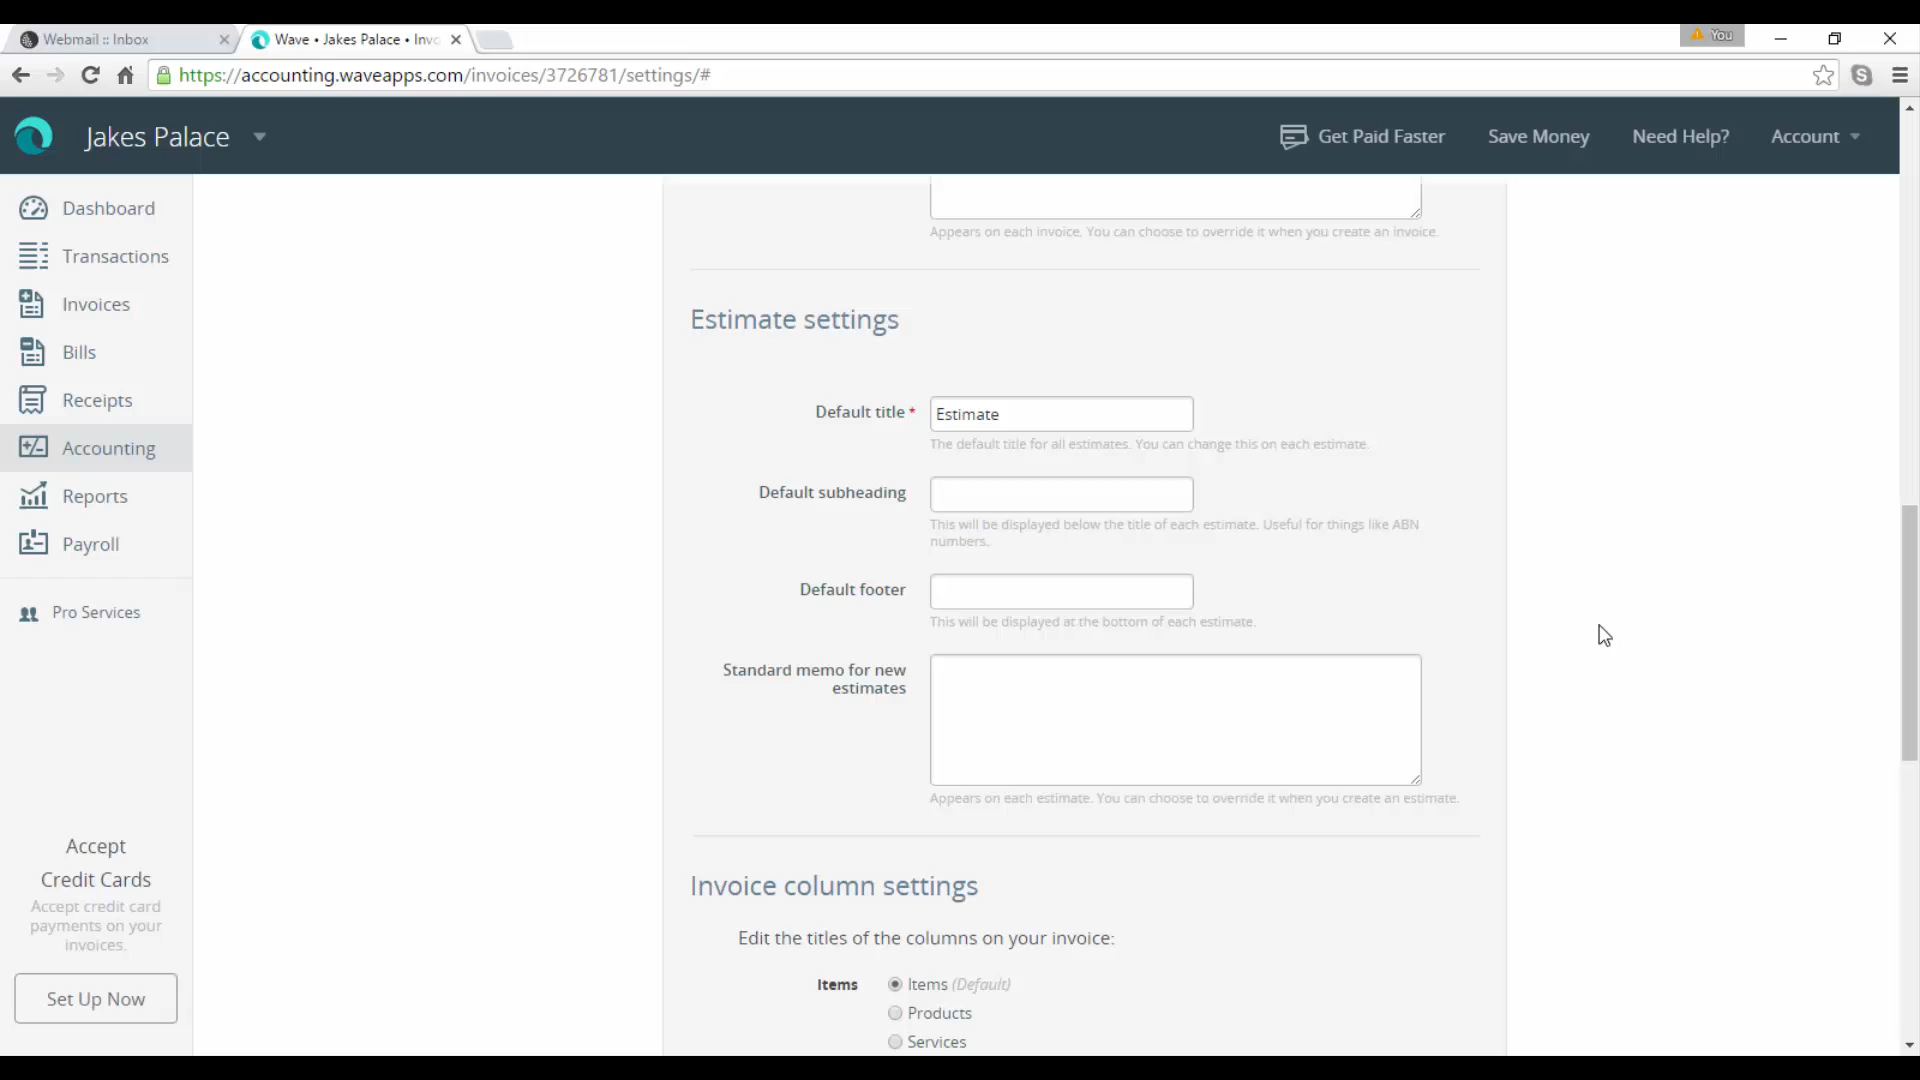 Webmail :: Inbox
Wave • Jakes Palace • Invo
You
https://accounting.waveapps.com/invoices/3726781/settings/#
Jakes Palace
Get Paid Faster
Save Money
Need Help?
Account
Dashboard
Transactions
Invoices
Bills
Receipts
Accounting
Reports
Payroll
Pro Services
Accept
Credit Cards
Accept credit card
payments on your
invoices.
Set Up Now
Appears on each invoice. You can choose to override it when you create an invoice.
Estimate settings
Default title *
Estimate
The default title for all estimates. You can change this on each estimate.
Default subheading
This will be displayed below the title of each estimate. Useful for things like ABN
numbers.
Default footer
This will be displayed at the bottom of each estimate.
Standard memo for new
estimates
Appears on each estimate. You can choose to override it when you create an estimate.
Invoice column settings
Edit the titles of the columns on your invoice:
Items
Items (Default)
Products
Services